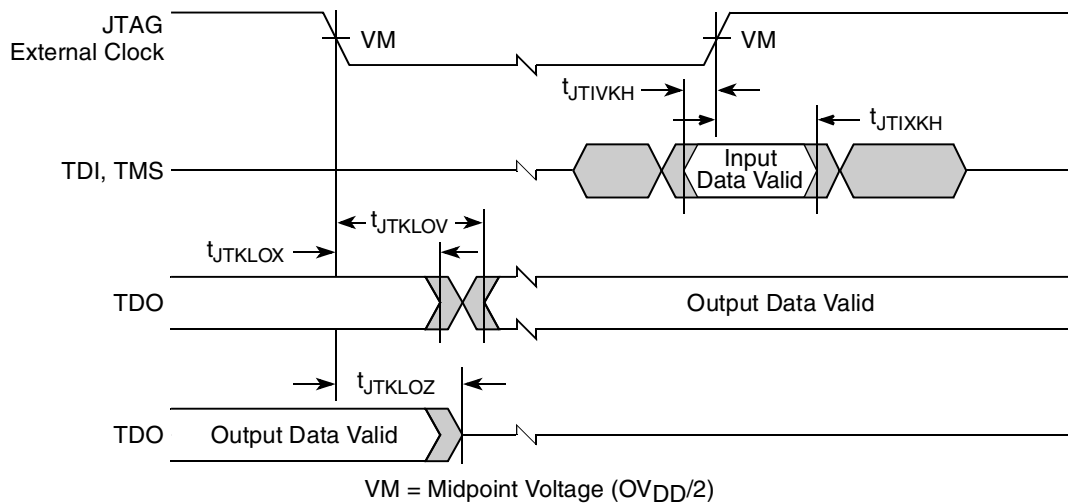 JTAG
External Clock
VM
VM
tJTIVKH
tJTIXKH
TDI, TMS
Input
Data Valid
tJTKLOV
tJTKLOX
TDO
Output Data Valid
tJTKLOZ
TDO
Output Data Valid
VM = Midpoint Voltage (OVDD/2)